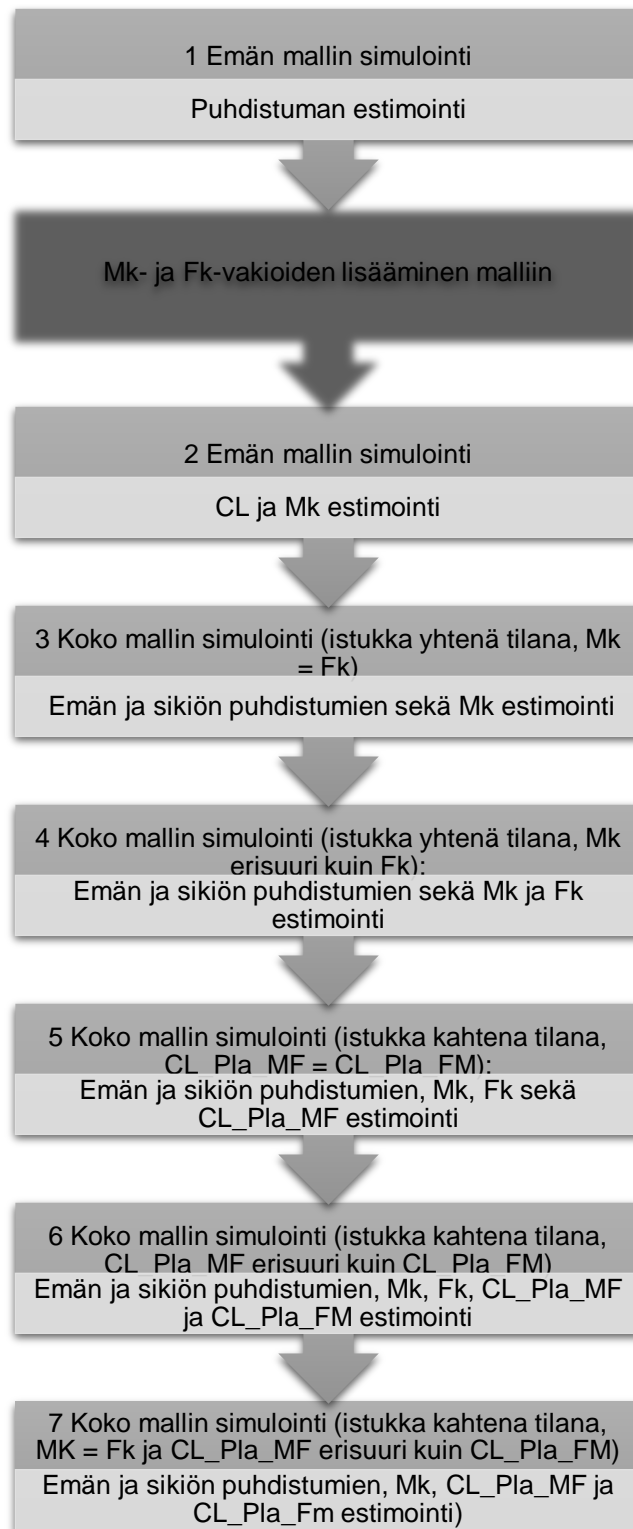 1 Emän mallin simulointi
Puhdistuman estimointi
Mk- ja Fk-vakioiden lisääminen malliin
2 Emän mallin simulointi
CL ja Mk estimointi
3 Koko mallin simulointi (istukka yhtenä tilana, Mk
= Fk)
Emän ja sikiön puhdistumien sekä Mk estimointi
4 Koko mallin simulointi (istukka yhtenä tilana, Mk
erisuuri kuin Fk):
Emän ja sikiön puhdistumien sekä Mk ja Fk
estimointi
5 Koko mallin simulointi (istukka kahtena tilana,
CL_Pla_MF = CL_Pla_FM):
Emän ja sikiön puhdistumien, Mk, Fk sekä
CL_Pla_MF estimointi
6 Koko mallin simulointi (istukka kahtena tilana,
CL_Pla_MF erisuuri kuin CL_Pla_FM)
Emän ja sikiön puhdistumien, Mk, Fk, CL_Pla_MF
ja CL_Pla_FM estimointi
7 Koko mallin simulointi (istukka kahtena tilana,
MK = Fk ja CL_Pla_MF erisuuri kuin CL_Pla_FM)
Emän ja sikiön puhdistumien, Mk, CL_Pla_MF ja
CL_Pla_Fm estimointi)